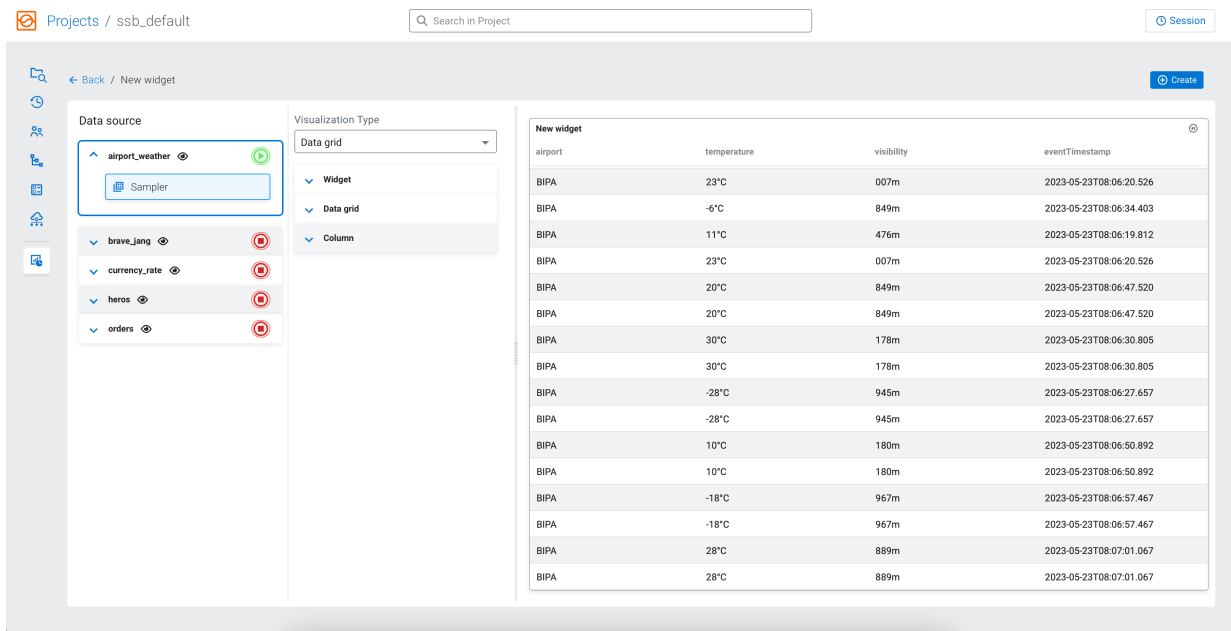 Projects / ssb_default
Search in Project
Session
Back / New widget
Create
Data source
airport_weather
Sampler
brave_jang
currency_rate
heros
orders
Visualization Type
Data grid
Widget
Data grid
Column
New widget
airport temperature visibility eventTimestamp
BIPA 23°C 007m 2023-05-23T08:06:20.526
BIPA -6°C 849m 2023-05-23T08:06:34.403
BIPA 11°C 476m 2023-05-23T08:06:19.812
BIPA 23°C 007m 2023-05-23T08:06:20.526
BIPA 20°C 849m 2023-05-23T08:06:47.520
BIPA 20°C 849m 2023-05-23T08:06:47.520
BIPA 30°C 178m 2023-05-23T08:06:30.805
BIPA 30°C 178m 2023-05-23T08:06:30.805
BIPA -28°C 945m 2023-05-23T08:06:27.657
BIPA -28°C 945m 2023-05-23T08:06:27.657
BIPA 10°C 180m 2023-05-23T08:06:50.892
BIPA 10°C 180m 2023-05-23T08:06:50.892
BIPA -18°C 967m 2023-05-23T08:06:57.467
BIPA -18°C 967m 2023-05-23T08:06:57.467
BIPA 28°C 889m 2023-05-23T08:07:01.067
BIPA 28°C 889m 2023-05-23T08:07:01.067